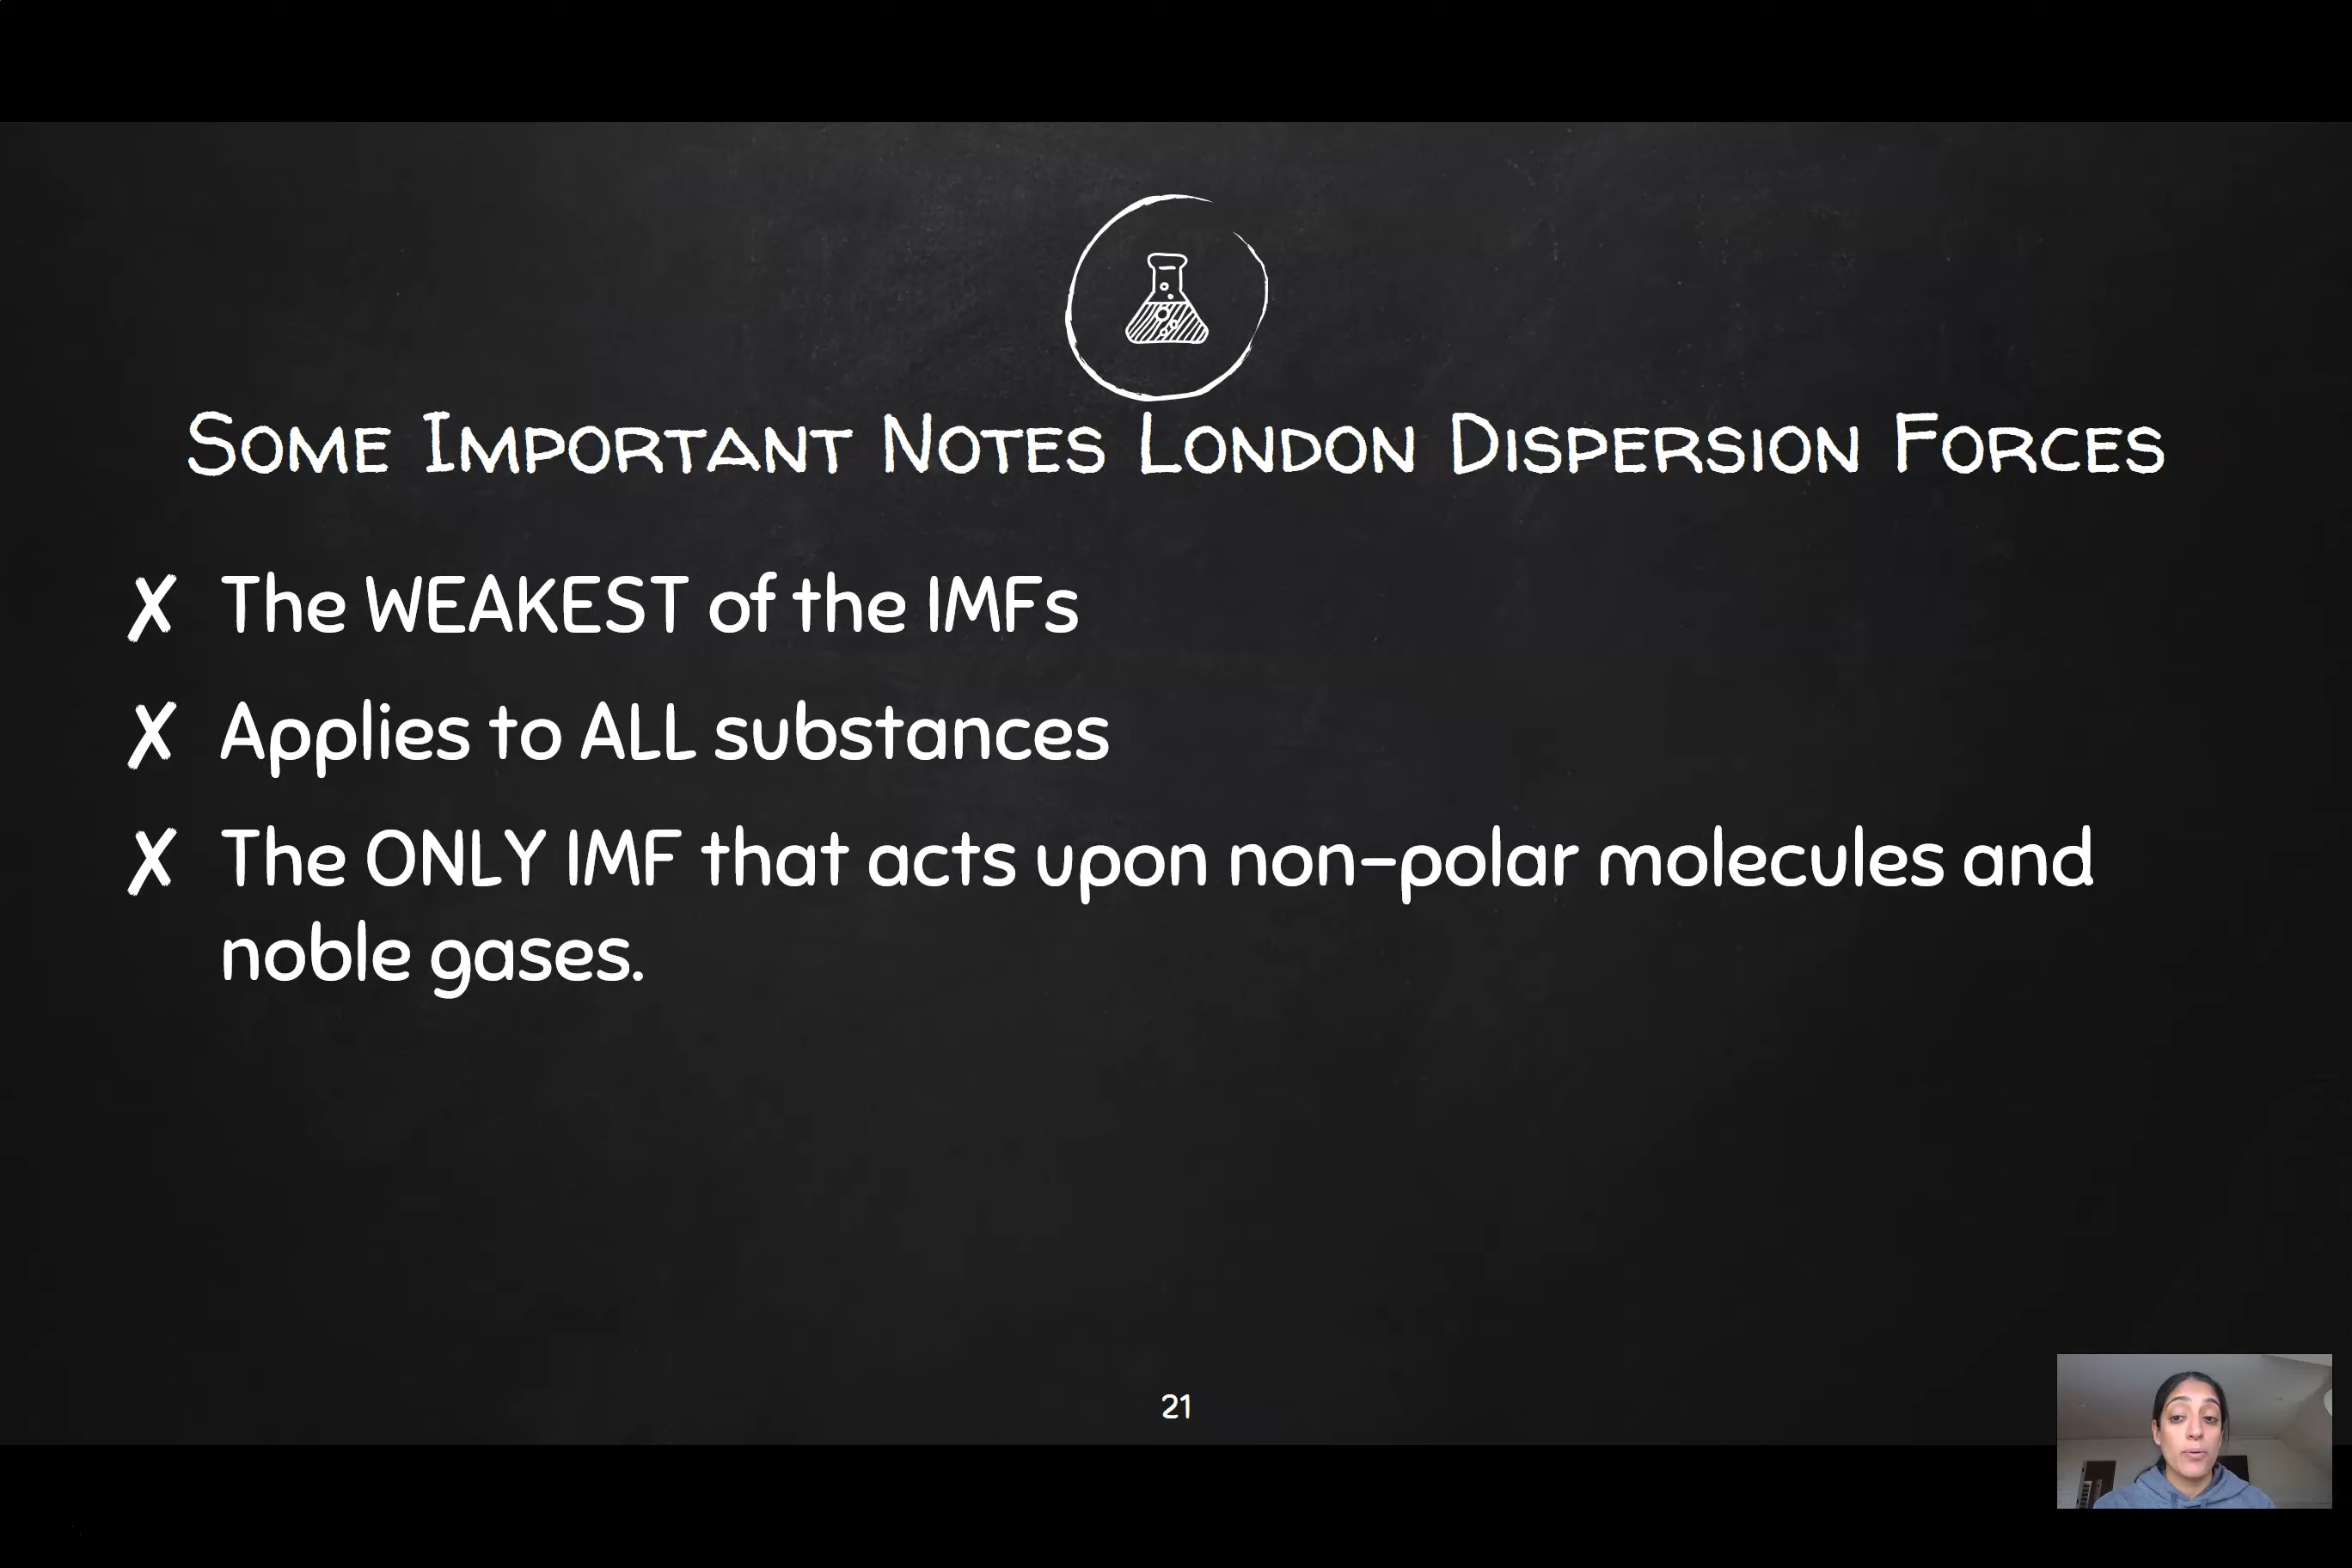 Some Important Notes London Dispersion Forces
✗ The WEAKEST of the IMFs
✗ Applies to ALL substances
✗ The ONLY IMF that acts upon non-polar molecules and
noble gases.
21